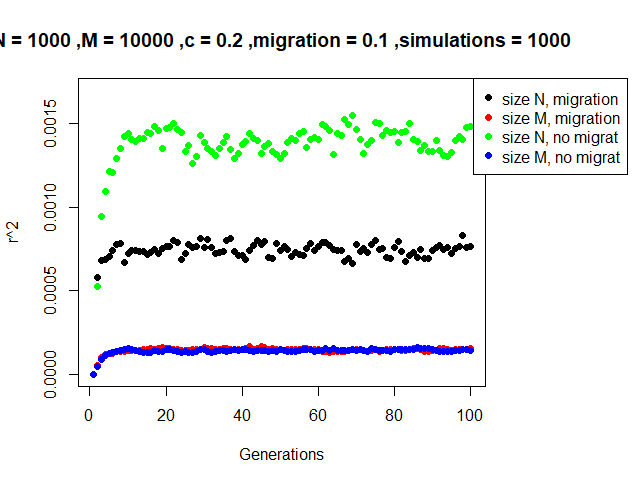 N = 1000 ,M = 10000 ,c = 0.2 ,migration = 0.1 ,simulations = 1000
size N, migration
size M, migration
size N, no migrat
size M, no migrat
r^2
0.0015
0.0010
0.0005
0.0000
0 20 40 60 80 100
Generations